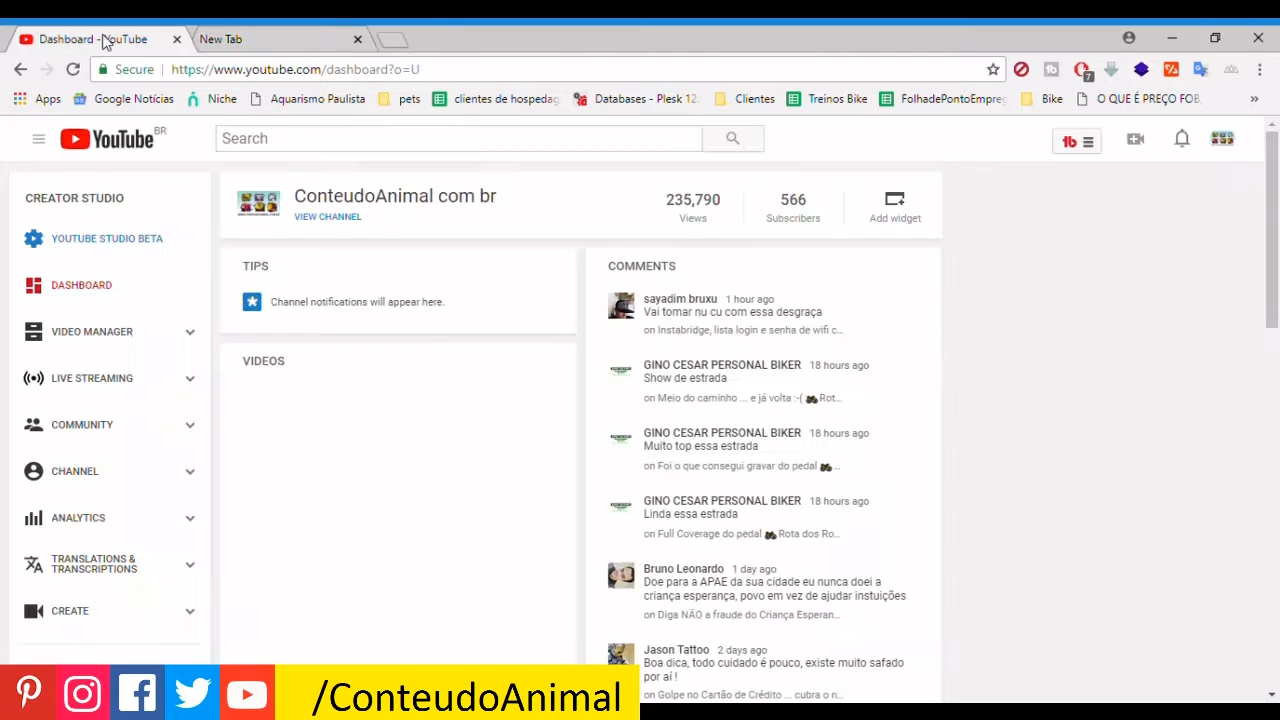 Dashboard - YouTube
New Tab
Secure
https://www.youtube.com/dashboard?o=U
7
Apps
Google Notícias
Niche
Aquarismo Paulista
pets
clientes de hospedag
Databases - Plesk 12.
Clientes
Treinos Bike
FolhadePontoEmpreg
Bike
O QUE É PREÇO FOB,
»
YouTube BR
Search
tb
CREATOR STUDIO
YOUTUBE STUDIO BETA
DASHBOARD
VIDEO MANAGER
LIVE STREAMING
COMMUNITY
CHANNEL
ANALYTICS
TRANSLATIONS &
TRANSCRIPTIONS
CREATE
ConteudoAnimal com br
VIEW CHANNEL
235,790
Views
566
Subscribers
Add widget
TIPS
Channel notifications will appear here.
VIDEOS
COMMENTS
sayadim bruxu 1 hour ago
Vai tomar nu cu com essa desgraça
on Instabridge, lista login e senha de wifi c...
GINO CESAR PERSONAL BIKER 18 hours ago
Show de estrada
on Meio do caminho ... e já volta :-( Rot...
GINO CESAR PERSONAL BIKER 18 hours ago
Muito top essa estrada
on Foi o que consegui gravar do pedal ...
GINO CESAR PERSONAL BIKER 18 hours ago
Linda essa estrada
on Full Coverage do pedal Rota dos Ro...
Bruno Leonardo 1 day ago
Doe para a APAE da sua cidade eu nunca doei a
criança esperança, povo em vez de ajudar instuições
on Diga NÃO a fraude do Criança Esperan...
Jason Tattoo 2 days ago
Boa dica, todo cuidado é pouco, existe muito safado
por aí !
on Golpe no Cartão de Crédito ... cubra o n...
/ConteudoAnimal